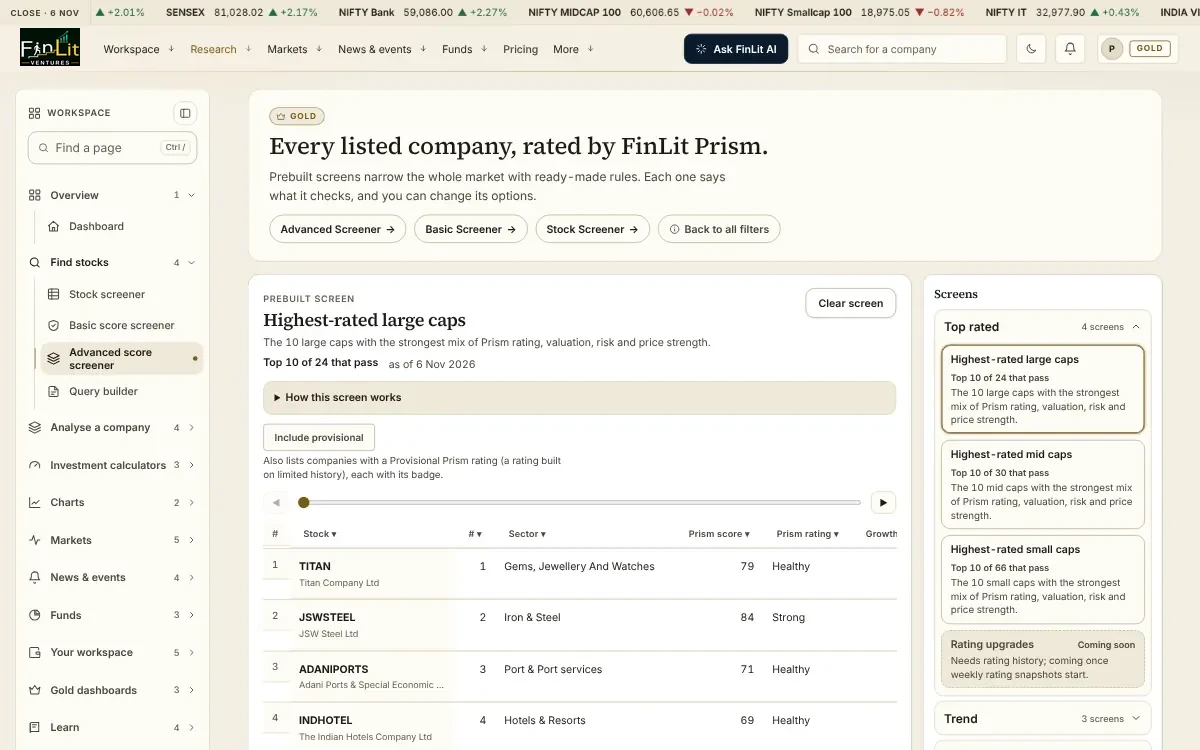 CLOSE · 6 NOV ▲ +2.01% SENSEX 81,028.02 ▲ +2.17% NIFTY Bank 59,086.00 ▲ +2.27% NIFTY MIDCAP 100 60,606.65 ▼ −0.02% NIFTY Smallcap 100 18,975.05 ▼ −0.82% NIFTY IT 32,977.90 ▲ +0.43% INDIA VI
FinLit VENTURES
Workspace Research Markets News & events Funds Pricing More Ask FinLit AI Search for a company P GOLD
WORKSPACE
Find a page Ctrl /
Overview 1
Dashboard
Find stocks 4
Stock screener
Basic score screener
Advanced score
screener
Query builder
Analyse a company 4
Investment calculators 3
Charts 2
Markets 5
News & events 4
Funds 3
Your workspace 5
Gold dashboards 3
Learn 4
GOLD
Every listed company, rated by FinLit Prism.
Prebuilt screens narrow the whole market with ready-made rules. Each one says
what it checks, and you can change its options.
Advanced Screener → Basic Screener → Stock Screener → Back to all filters
PREBUILT SCREEN
Highest-rated large caps
Clear screen
The 10 large caps with the strongest mix of Prism rating, valuation, risk and price strength.
Top 10 of 24 that pass as of 6 Nov 2026
▶ How this screen works
Include provisional
Also lists companies with a Provisional Prism rating (a rating built
on limited history), each with its badge.
◀ ▶
# Stock ▾ # ▾ Sector ▾ Prism score ▾ Prism rating ▾ Growth
1 TITAN 1 Gems, Jewellery And Watches 79 Healthy
Titan Company Ltd
2 JSWSTEEL 2 Iron & Steel 84 Strong
JSW Steel Ltd
3 ADANIPORTS 3 Port & Port services 71 Healthy
Adani Ports & Special Economic ...
4 INDHOTEL 4 Hotels & Resorts 69 Healthy
The Indian Hotels Company Ltd
Screens
Top rated 4 screens
Highest-rated large caps
Top 10 of 24 that pass
The 10 large caps with the strongest
mix of Prism rating, valuation, risk and
price strength.
Highest-rated mid caps
Top 10 of 30 that pass
The 10 mid caps with the strongest mix
of Prism rating, valuation, risk and price
strength.
Highest-rated small caps
Top 10 of 66 that pass
The 10 small caps with the strongest
mix of Prism rating, valuation, risk and
price strength.
Rating upgrades Coming soon
Needs rating history; coming once
weekly rating snapshots start.
Trend 3 screens